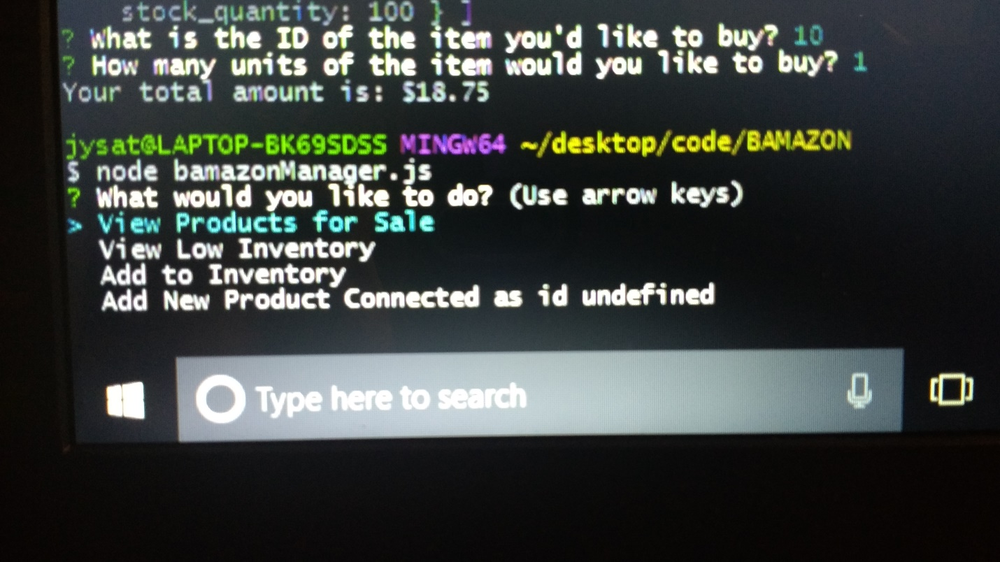 stock_quantity: 100 } ]
? What is the ID of the item you'd like to buy? 10
? How many units of the item would you like to buy? 1
Your total amount is: $18.75
jysat@LAPTOP-BK69SDSS MINGW64 ~/desktop/code/BAMAZON
$ node bamazonManager.js
? What would you like to do? (Use arrow keys)
> View Products for Sale
View Low Inventory
Add to Inventory
Add New Product Connected as id undefined
Type here to search